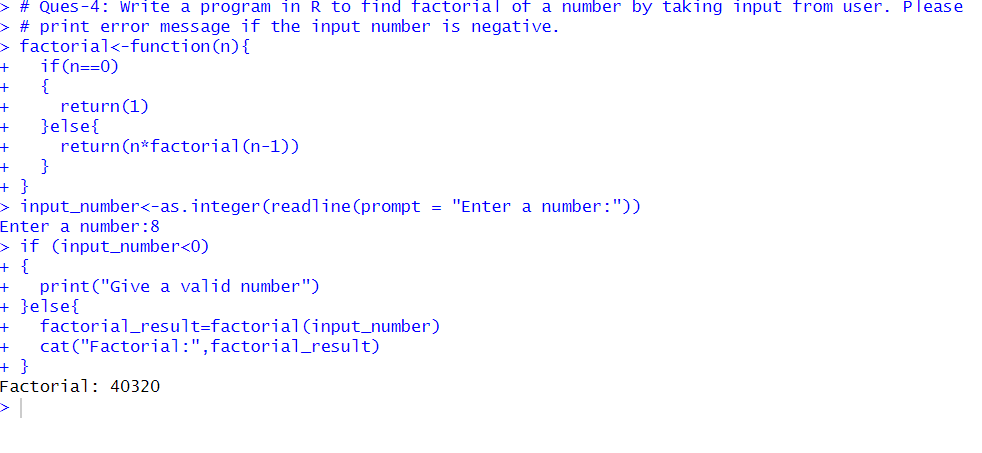 > # Ques-4: Write a program in R to find factorial of a number by taking input from user. Please
> # print error message if the input number is negative.
> factorial<-function(n){
+   if(n==0)
+   {
+     return(1)
+   }else{
+     return(n*factorial(n-1))
+   }
+ }
> input_number<-as.integer(readline(prompt = "Enter a number:"))
Enter a number:8
> if (input_number<0)
+ {
+   print("Give a valid number")
+ }else{
+   factorial_result=factorial(input_number)
+   cat("Factorial:",factorial_result)
+ }
Factorial: 40320
>